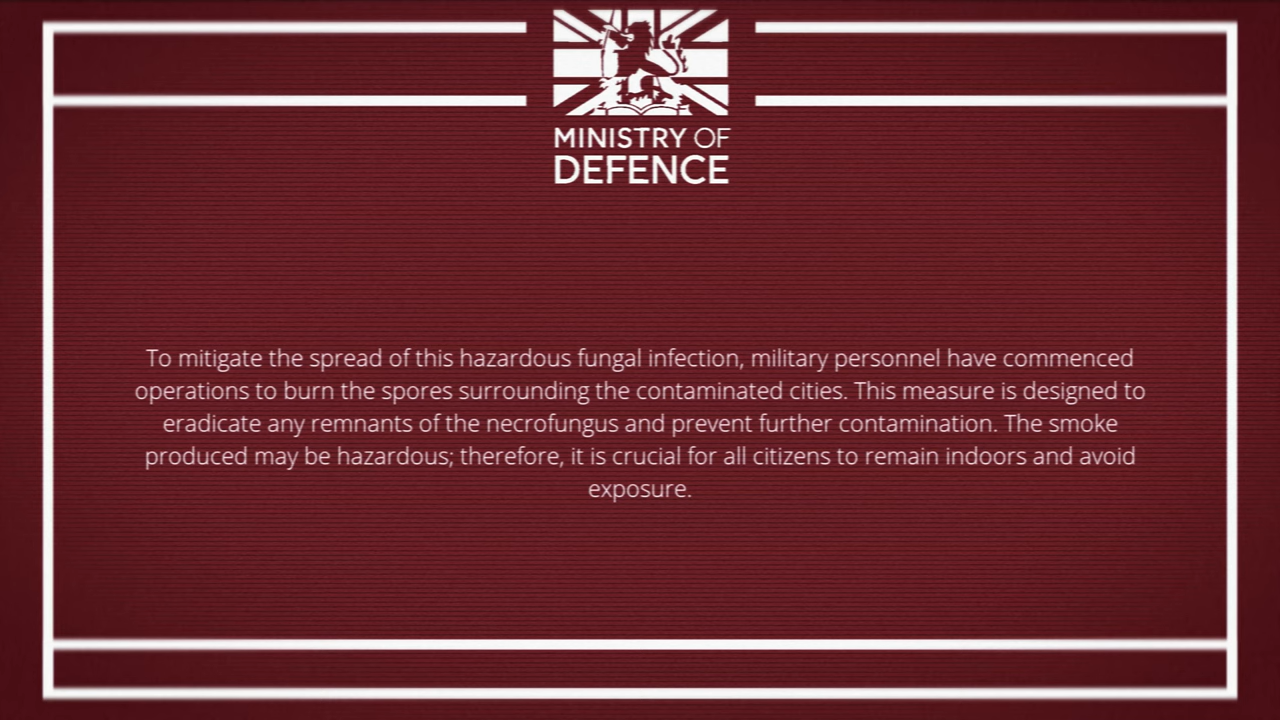 MINISTRY OF
DEFENCE
To mitigate the spread of this hazardous fungal infection, military personnel have commenced
operations to burn the spores surrounding the contaminated cities. This measure is designed to
eradicate any remnants of the necrofungus and prevent further contamination. The smoke
produced may be hazardous; therefore, it is crucial for all citizens to remain indoors and avoid
exposure.